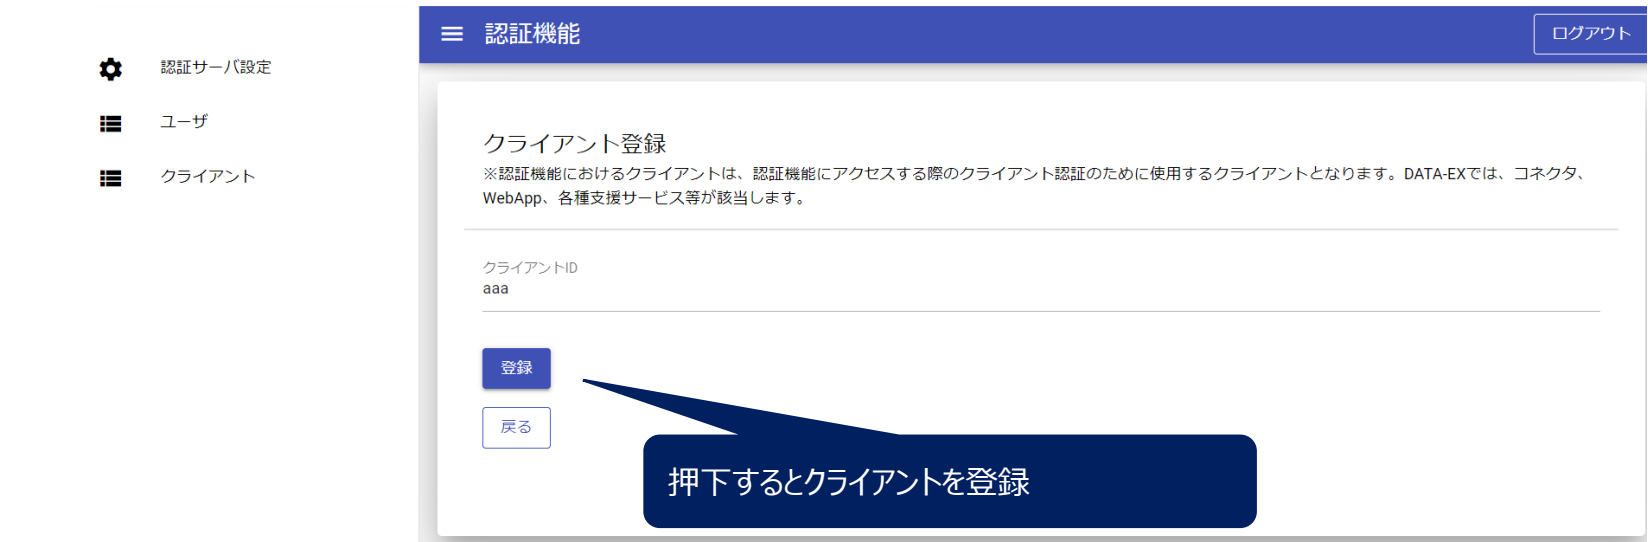 認証機能
ログアウト
認証サーバ設定
ユーザ
クライアント
クライアント登録
※認証機能におけるクライアントは、認証機能にアクセスする際のクライアント認証のために使用するクライアントとなります。DATA-EXでは、コネクタ、
WebApp、各種支援サービス等が該当します。
クライアントID
aaa
登録
戻る
押下するとクライアントを登録